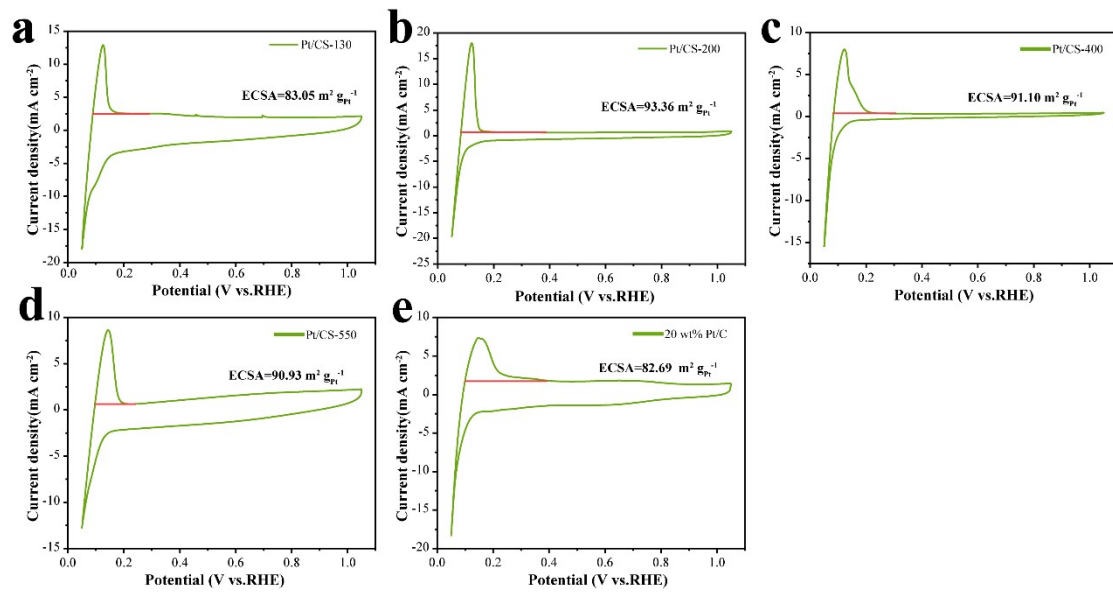 a
Pt/CS-130
ECSA=83.05 m² gPt⁻¹
15
10
5
0
-5
-10
-15
-20
Current density(mA cm⁻²)
0.0 0.2 0.4 0.6 0.8 1.0
Potential (V vs.RHE)
b
Pt/CS-200
ECSA=93.36 m² gPt⁻¹
20
15
10
5
0
-5
-10
-15
-20
-25
Current density(mA cm⁻²)
0.0 0.2 0.4 0.6 0.8 1.0
Potential (V vs.RHE)
c
Pt/CS-400
ECSA=91.10 m² gPt⁻¹
10
5
0
-5
-10
-15
Current density(mA cm⁻²)
0.0 0.2 0.4 0.6 0.8 1.0
Potential (V vs.RHE)
d
Pt/CS-550
ECSA=90.93 m² gPt⁻¹
10
5
0
-5
-10
-15
Current density(mA cm⁻²)
0.0 0.2 0.4 0.6 0.8 1.0
Potential (V vs.RHE)
e
20 wt% Pt/C
ECSA=82.69 m² gPt⁻¹
10
5
0
-5
-10
-15
-20
Current density(mA cm⁻²)
0.0 0.2 0.4 0.6 0.8 1.0
Potential (V vs.RHE)